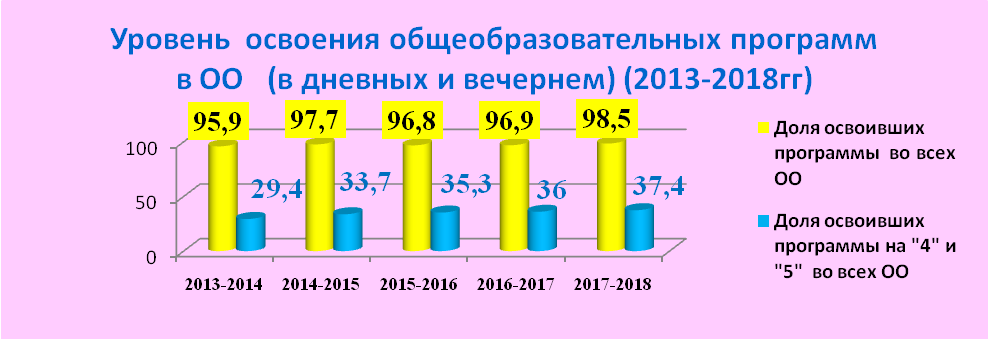 Уровень освоения общеобразовательных программ
в ОО (в дневных и вечернем) (2013-2018гг)
95,9 97,7 96,8 96,9 98,5
29,4 33,7 35,3 36 37,4
100
50
0
2013-2014 2014-2015 2015-2016 2016-2017 2017-2018
Доля освоивших
программы во всех
ОО
Доля освоивших
программы на "4" и
"5" во всех ОО